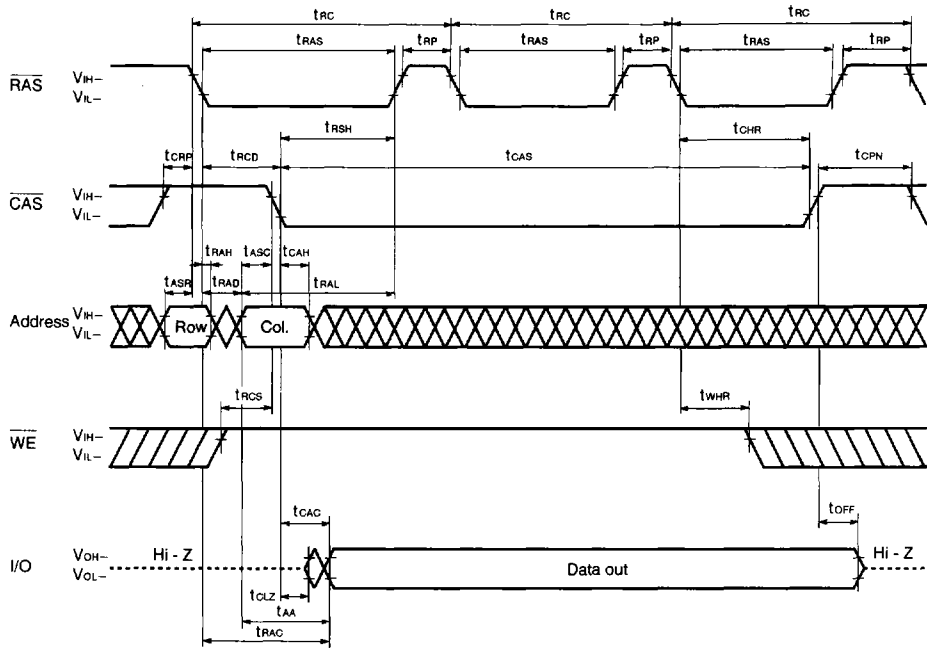 tRC tRC tRC
tRAS tRP tRAS tRP tRAS tRP
RAS VIH–
VIL–
tRSH tCHR
tCRP tRCD tCAS tCPN
CAS VIH–
VIL–
tRAH tASC tCAH
tASR tRAD tRAL
Address VIH–
VIL–
Row Col.
tRCS tWHR
WE VIH–
VIL–
tCAC tOFF
I/O VOH–
VOL–
Hi - Z Data out Hi - Z
tCLZ
tAA
tRAC